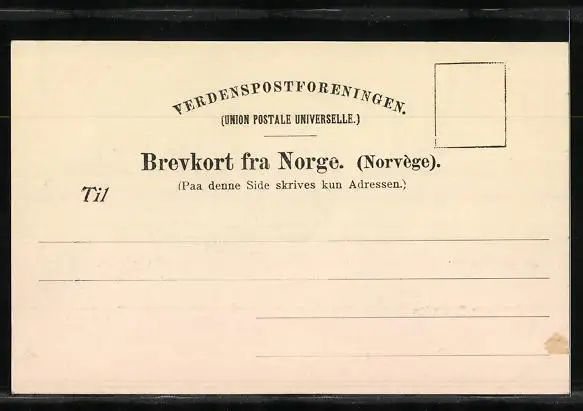 VERDENSPOSTFORENINGEN.
(UNION POSTALE UNIVERSELLE.)
Brevkort fra Norge. (Norvège).
(Paa denne Side skrives kun Adressen.)
Til